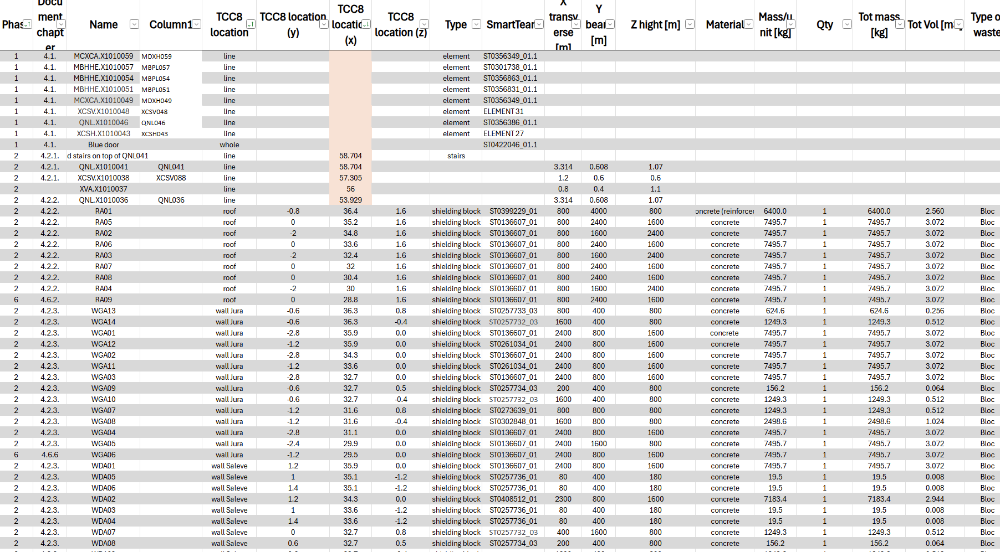 Phas Docu ment chapt er Name Column1 TCC8 location TCC8 location (y) TCC8 locatic (x) TCC8 location (z) Type SmartTear X transv erse [m] Y bear [m] Z hight [m] Material Mass/u nit [kg] Qty Tot mass [kg] Tot Vol [m Type o waste
1 4.1. MCXCA.X1010059 MDXH059 line element ST0356349_01.1
1 4.1. MBHHE.X1010057 MBPL057 line element ST0301738_01.1
1 4.1. MBHHE.X1010054 MBPL054 line element ST0356863_01.1
1 4.1. MBHHE.X1010051 MBPL051 line element ST0356831_01.1
1 4.1. MCXCA.X1010049 MDXH049 line element ST0356349_01.1
1 4.1. XCSV.X1010048 XCSV048 line element ELEMENT 31
1 4.1. QNL.X1010046 QNL046 line element ST0356386_01.1
1 4.1. XCSH.X1010043 XCSH043 line element ELEMENT 27
1 4.1. Blue door whole ST0422046_01.1
2 4.2.1. d stairs on top of QNL041 line 58.704 stairs
2 4.2.1. QNL.X1010041 QNL041 line 58.704 3.314 0.608 1.07
2 4.2.1. XCSV.X1010038 XCSV088 line 57.305 1.2 0.6 0.6
2 XVA.X1010037 line 56 0.8 0.4 1.1
2 4.2.2. QNL.X1010036 QNL036 line 53.929 3.314 0.608 1.07
2 4.2.2. RA01 roof -0.8 36.4 1.6 shielding block ST0399229_01 800 4000 800 oncrete (reinforce 6400.0 1 6400.0 2.560 Bloc
2 4.2.2. RA05 roof 0 35.2 1.6 shielding block ST0136607_01 800 2400 1600 concrete 7495.7 1 7495.7 3.072 Bloc
2 4.2.2. RA02 roof -2 34.8 1.6 shielding block ST0136607_01 800 1600 2400 concrete 7495.7 1 7495.7 3.072 Bloc
2 4.2.2. RA06 roof 0 33.6 1.6 shielding block ST0136607_01 800 2400 1600 concrete 7495.7 1 7495.7 3.072 Bloc
2 4.2.2. RA03 roof -2 32.4 1.6 shielding block ST0136607_01 800 1600 2400 concrete 7495.7 1 7495.7 3.072 Bloc
2 4.2.2. RA07 roof 0 32 1.6 shielding block ST0136607_01 800 2400 1600 concrete 7495.7 1 7495.7 3.072 Bloc
2 4.2.2. RA08 roof 0 30.4 1.6 shielding block ST0136607_01 800 2400 1600 concrete 7495.7 1 7495.7 3.072 Bloc
2 4.2.2. RA04 roof -2 30 1.6 shielding block ST0136607_01 800 1600 2400 concrete 7495.7 1 7495.7 3.072 Bloc
6 4.6.2. RA09 roof 0 28.8 1.6 shielding block ST0136607_01 800 2400 1600 concrete 7495.7 1 7495.7 3.072 Bloc
2 4.2.3. WGA13 wall Jura -0.6 36.3 0.8 shielding block ST0257733_03 800 400 800 concrete 624.6 1 624.6 0.256 Bloc
2 4.2.3. WGA14 wall Jura -0.6 36.3 -0.4 shielding block ST0257732_03 1600 400 800 concrete 1249.3 1 1249.3 0.512 Bloc
2 4.2.3. WGA01 wall Jura -2.8 35.9 0.0 shielding block ST0136607_01 2400 800 1600 concrete 7495.7 1 7495.7 3.072 Bloc
2 4.2.3. WGA12 wall Jura -1.2 35.9 0.0 shielding block ST0261034_01 2400 800 1600 concrete 7495.7 1 7495.7 3.072 Bloc
2 4.2.3. WGA02 wall Jura -2.8 34.3 0.0 shielding block ST0136607_01 2400 800 1600 concrete 7495.7 1 7495.7 3.072 Bloc
2 4.2.3. WGA11 wall Jura -1.2 33.6 0.0 shielding block ST0261034_01 2400 800 1600 concrete 7495.7 1 7495.7 3.072 Bloc
2 4.2.3. WGA03 wall Jura -2.8 32.7 0.0 shielding block ST0136607_01 2400 800 1600 concrete 7495.7 1 7495.7 3.072 Bloc
2 4.2.3. WGA09 wall Jura -0.6 32.7 0.5 shielding block ST0257734_03 200 400 800 concrete 156.2 1 156.2 0.064 Bloc
2 4.2.3. WGA10 wall Jura -0.6 32.7 -0.4 shielding block ST0257732_03 1600 400 800 concrete 1249.3 1 1249.3 0.512 Bloc
2 4.2.3. WGA07 wall Jura -1.2 31.6 0.8 shielding block ST0273639_01 800 800 800 concrete 1249.3 1 1249.3 0.512 Bloc
2 4.2.3. WGA08 wall Jura -1.2 31.6 -0.4 shielding block ST0302848_01 1600 800 800 concrete 2498.6 1 2498.6 1.024 Bloc
2 4.2.3. WGA04 wall Jura -2.8 31.1 0.0 shielding block ST0136607_01 2400 800 1600 concrete 7495.7 1 7495.7 3.072 Bloc
2 4.2.3. WGA05 wall Jura -2.4 29.9 0.0 shielding block ST0136607_01 2400 1600 800 concrete 7495.7 1 7495.7 3.072 Bloc
6 4.6.6 WGA06 wall Jura -1.2 29.5 0.0 shielding block ST0136607_01 2400 800 1600 concrete 7495.7 1 7495.7 3.072 Bloc
2 4.2.3. WDA01 wall Saleve 1.2 35.9 0.0 shielding block ST0136607_01 2400 800 1600 concrete 7495.7 1 7495.7 3.072 Bloc
2 4.2.3. WDA05 wall Saleve 1 35.1 -1.2 shielding block ST0257736_01 80 400 180 concrete 19.5 1 19.5 0.008 Bloc
2 4.2.3. WDA06 wall Saleve 1.4 35.1 -1.2 shielding block ST0257736_01 80 400 180 concrete 19.5 1 19.5 0.008 Bloc
2 4.2.3. WDA02 wall Saleve 1.2 34.3 0.0 shielding block ST0408512_01 2300 800 1600 concrete 7183.4 1 7183.4 2.944 Bloc
2 4.2.3. WDA03 wall Saleve 1 33.6 -1.2 shielding block ST0257736_01 80 400 180 concrete 19.5 1 19.5 0.008 Bloc
2 4.2.3. WDA04 wall Saleve 1.4 33.6 -1.2 shielding block ST0257736_01 80 400 180 concrete 19.5 1 19.5 0.008 Bloc
2 4.2.3. WDA07 wall Saleve 0 32.7 0.8 shielding block ST0257732_03 400 1600 800 concrete 1249.3 1 1249.3 0.512 Bloc
2 4.2.3. WDA08 wall Saleve 0.6 32.7 0.5 shielding block ST0257734_03 200 400 800 concrete 156.2 1 156.2 0.064 Bloc